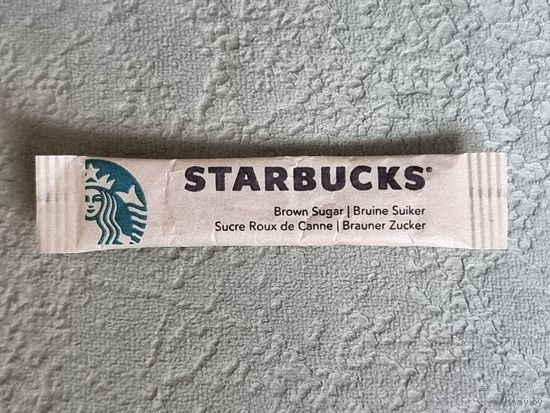 STARBUCKS®
Brown Sugar | Bruine Suiker
Sucre Roux de Canne | Brauner Zucker